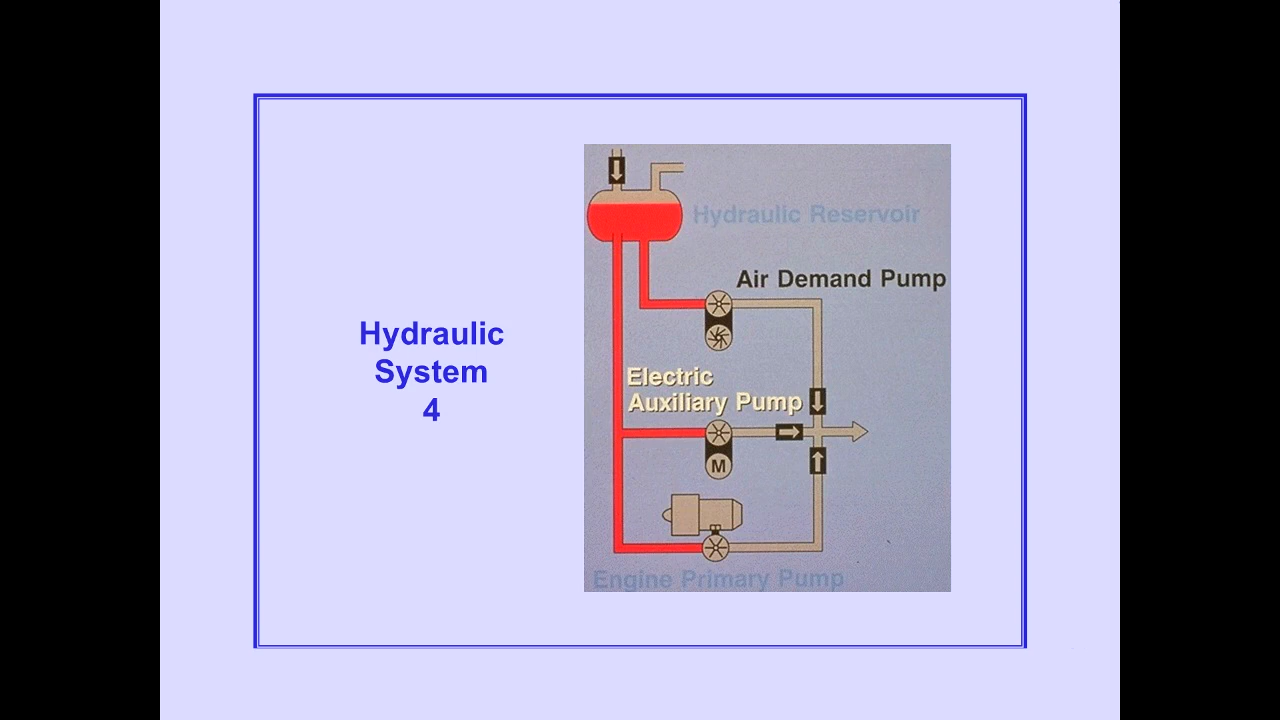 Hydraulic
System
4
Hydraulic Reservoir
Air Demand Pump
Electric
Auxiliary Pump
M
Engine Primary Pump